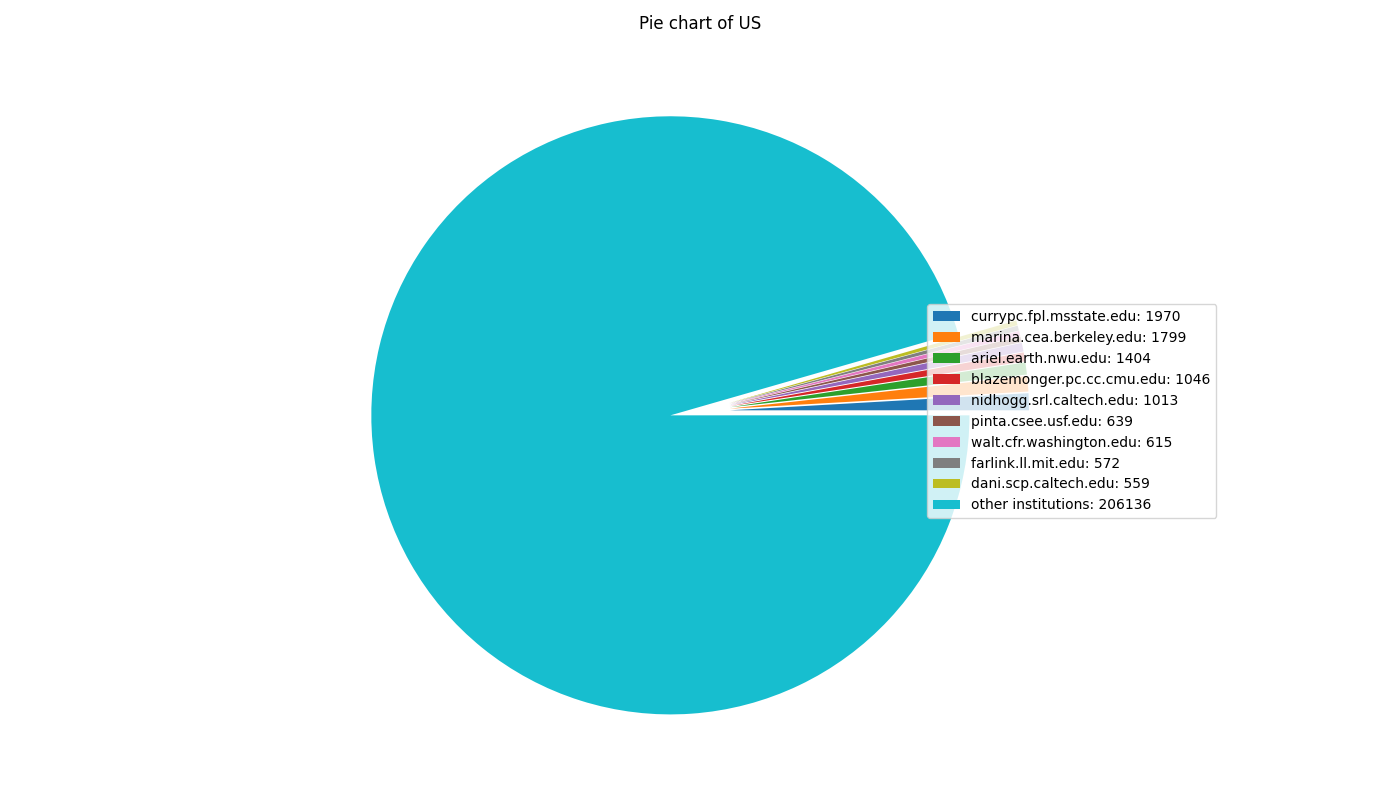 Pie chart of US
currypc.fpl.msstate.edu: 1970
marina.cea.berkeley.edu: 1799
ariel.earth.nwu.edu: 1404
blazemonger.pc.cc.cmu.edu: 1046
nidhogg.srl.caltech.edu: 1013
pinta.csee.usf.edu: 639
walt.cfr.washington.edu: 615
farlink.ll.mit.edu: 572
dani.scp.caltech.edu: 559
other institutions: 206136